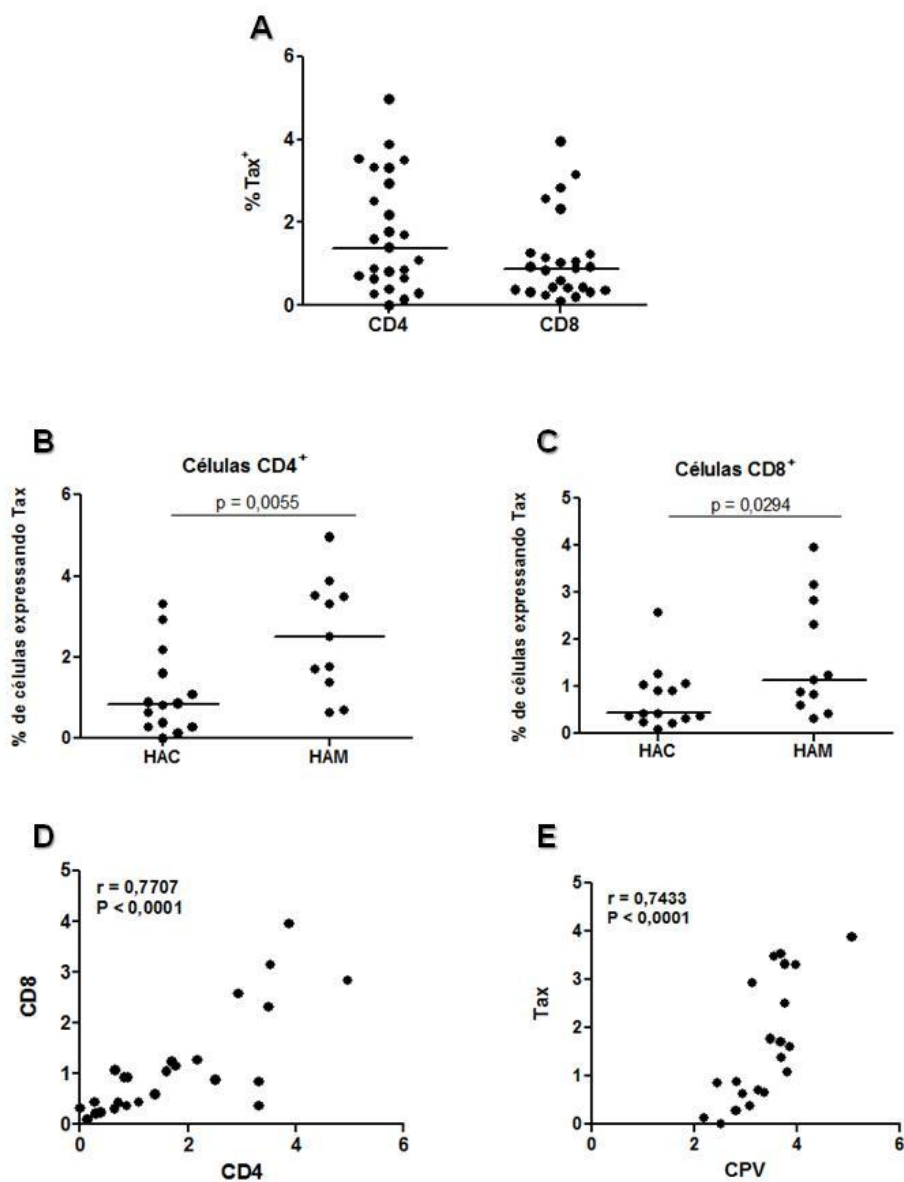 A
6
4
2
0
% Tax+
CD4
CD8
B
Células CD4+
p = 0,0055
6
4
2
0
% de células expressando Tax
HAC
HAM
C
Células CD8+
p = 0,0294
5
4
3
2
1
0
% de células expressando Tax
HAC
HAM
D
r = 0,7707
P < 0,0001
5
4
3
2
1
0
CD8
0 2 4 6
CD4
E
r = 0,7433
P < 0,0001
5
4
3
2
1
0
Tax
0 2 4 6
CPV